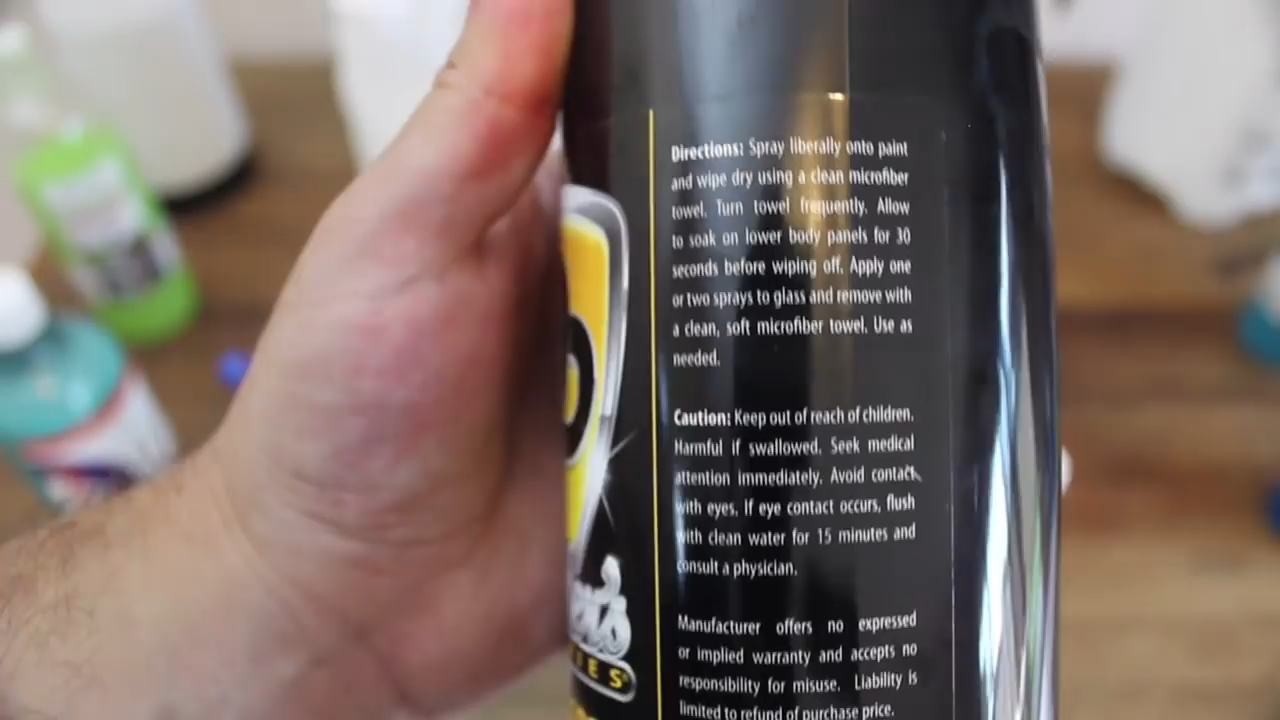 Directions: Spray liberally onto paint
and wipe dry using a clean microfiber
towel. Turn towel frequently. Allow
to soak on lower body panels for 30
seconds before wiping off. Apply one
or two sprays to glass and remove with
a clean, soft microfiber towel. Use as
needed.
Caution: Keep out of reach of children.
Harmful if swallowed. Seek medical
attention immediately. Avoid contact
with eyes. If eye contact occurs, flush
with clean water for 15 minutes and
consult a physician.
Manufacturer offers no expressed
or implied warranty and accepts no
responsibility for misuse. Liability is
limited to refund of purchase price.